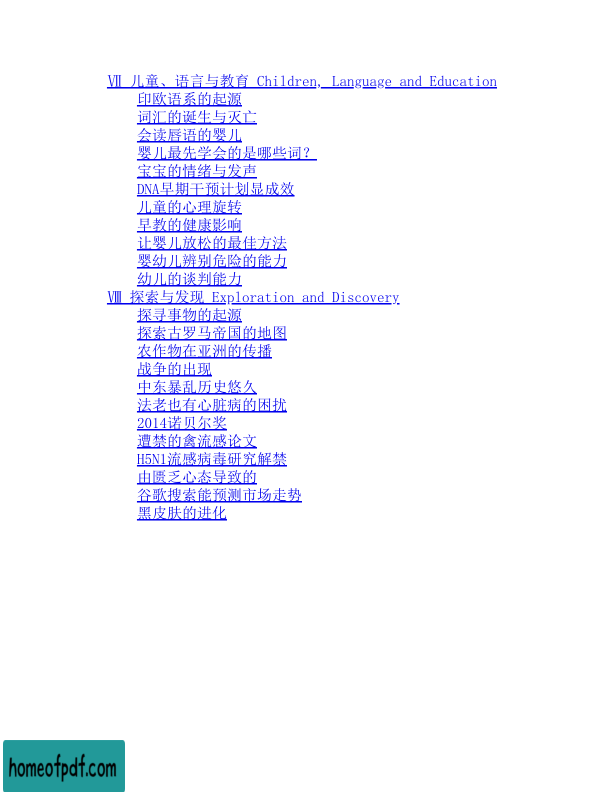 Ⅶ 儿童、语言与教育 Children, Language and Education
印欧语系的起源
词汇的诞生与灭亡
会读唇语的婴儿
婴儿最先学会的是哪些词?
宝宝的情绪与发声
DNA早期干预计划显成效
儿童的心理旋转
早教的健康影响
让婴儿放松的最佳方法
婴幼儿辨别危险的能力
幼儿的谈判能力
Ⅷ 探索与发现 Exploration and Discovery
探寻事物的起源
探索古罗马帝国的地图
农作物在亚洲的传播
战争的出现
中东暴乱历史悠久
法老也有心脏病的困扰
2014诺贝尔奖
遭禁的禽流感论文
H5N1流感病毒研究解禁
由匮乏心态导致的
谷歌搜索能预测市场走势
黑皮肤的进化
homeofpdf.com